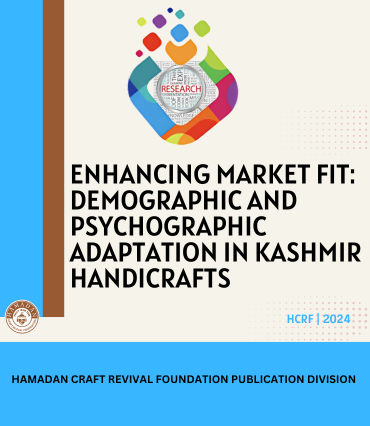 RESEARCH
ENHANCING MARKET FIT:
DEMOGRAPHIC AND
PSYCHOGRAPHIC
ADAPTATION IN KASHMIR
HANDICRAFTS
HCRF | 2024
HAMADAN
HAMADAN CRAFT REVIVAL FOUNDATION PUBLICATION DIVISION